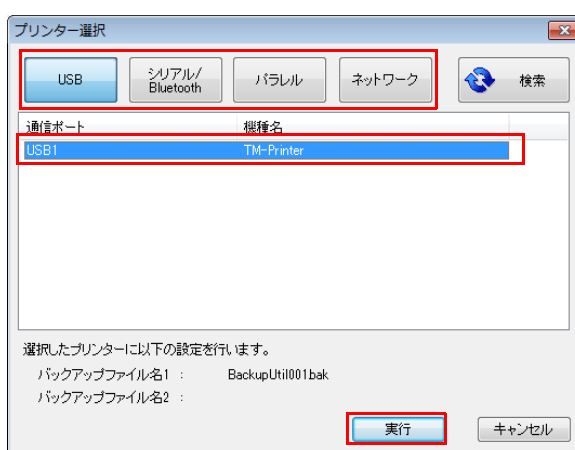 プリンター選択
USB
シリアル/
Bluetooth
パラレル
ネットワーク
検索
通信ポート 機種名
USB1 TM-Printer
選択したプリンターに以下の設定を行います。
バックアップファイル名1 : BackupUtil001.bak
バックアップファイル名2 :
実行
キャンセル